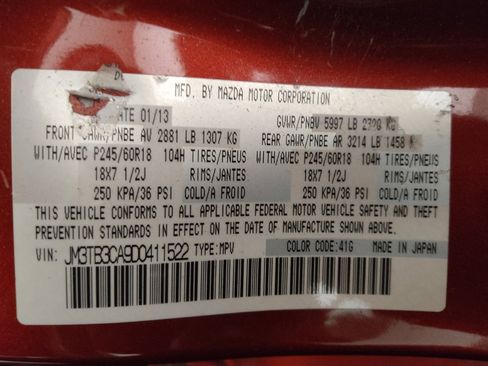 MFD. BY MAZDA MOTOR CORPORATION
DATE 01/13 GVWR/PNBV 5997 LB KG
FRONT GAWR/PNBE AV 2881 LB 1307 KG REAR GAWR/PNBE AR 3214 LB 1458 K
WITH/AVEC P245/60R18 104H TIRES/PNEUS WITH/AVEC P245/60R18 104H TIRES/PNEUS
18X7 1/2J RIMS/JANTES 18X7 1/2J RIMS/JANTES
250 KPA/36 PSI COLD/A FROID 250 KPA/36 PSI COLD/A FROID
THIS VEHICLE CONFORMS TO ALL APPLICABLE FEDERAL MOTOR VEHICLE SAFETY AND THEFT
PREVENTION STANDARDS IN EFFECT ON THE DATE OF MANUFACTURE SHOWN ABOVE.
VIN: JM3TB3CA9D0411522 TYPE:MPV COLOR CODE:41G MADE IN JAPAN